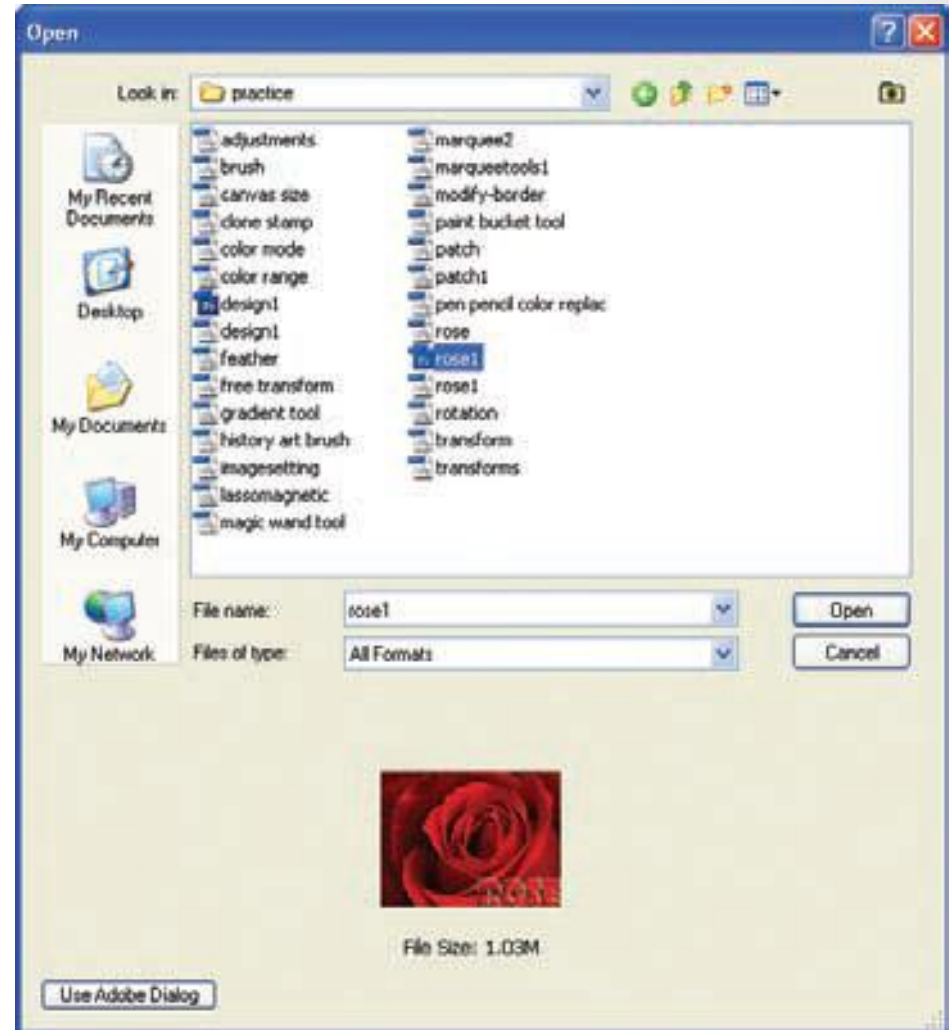 Open
Look in: practice
My Recent Documents
Desktop
My Documents
My Computer
My Network
adjustments
brush
canvas size
clone stamp
color mode
color range
design1
design1
feather
free transform
gradient tool
history art brush
imagesetting
lassomagnetic
magic wand tool
marquee2
marqueetools1
modify-border
paint bucket tool
patch
patch1
pen pencil color replac
rose
rose1
rose1
rotation
transform
transforms
File name: rose1 Open
Files of type: All Formats Cancel
File Size: 1.03M
Use Adobe Dialog